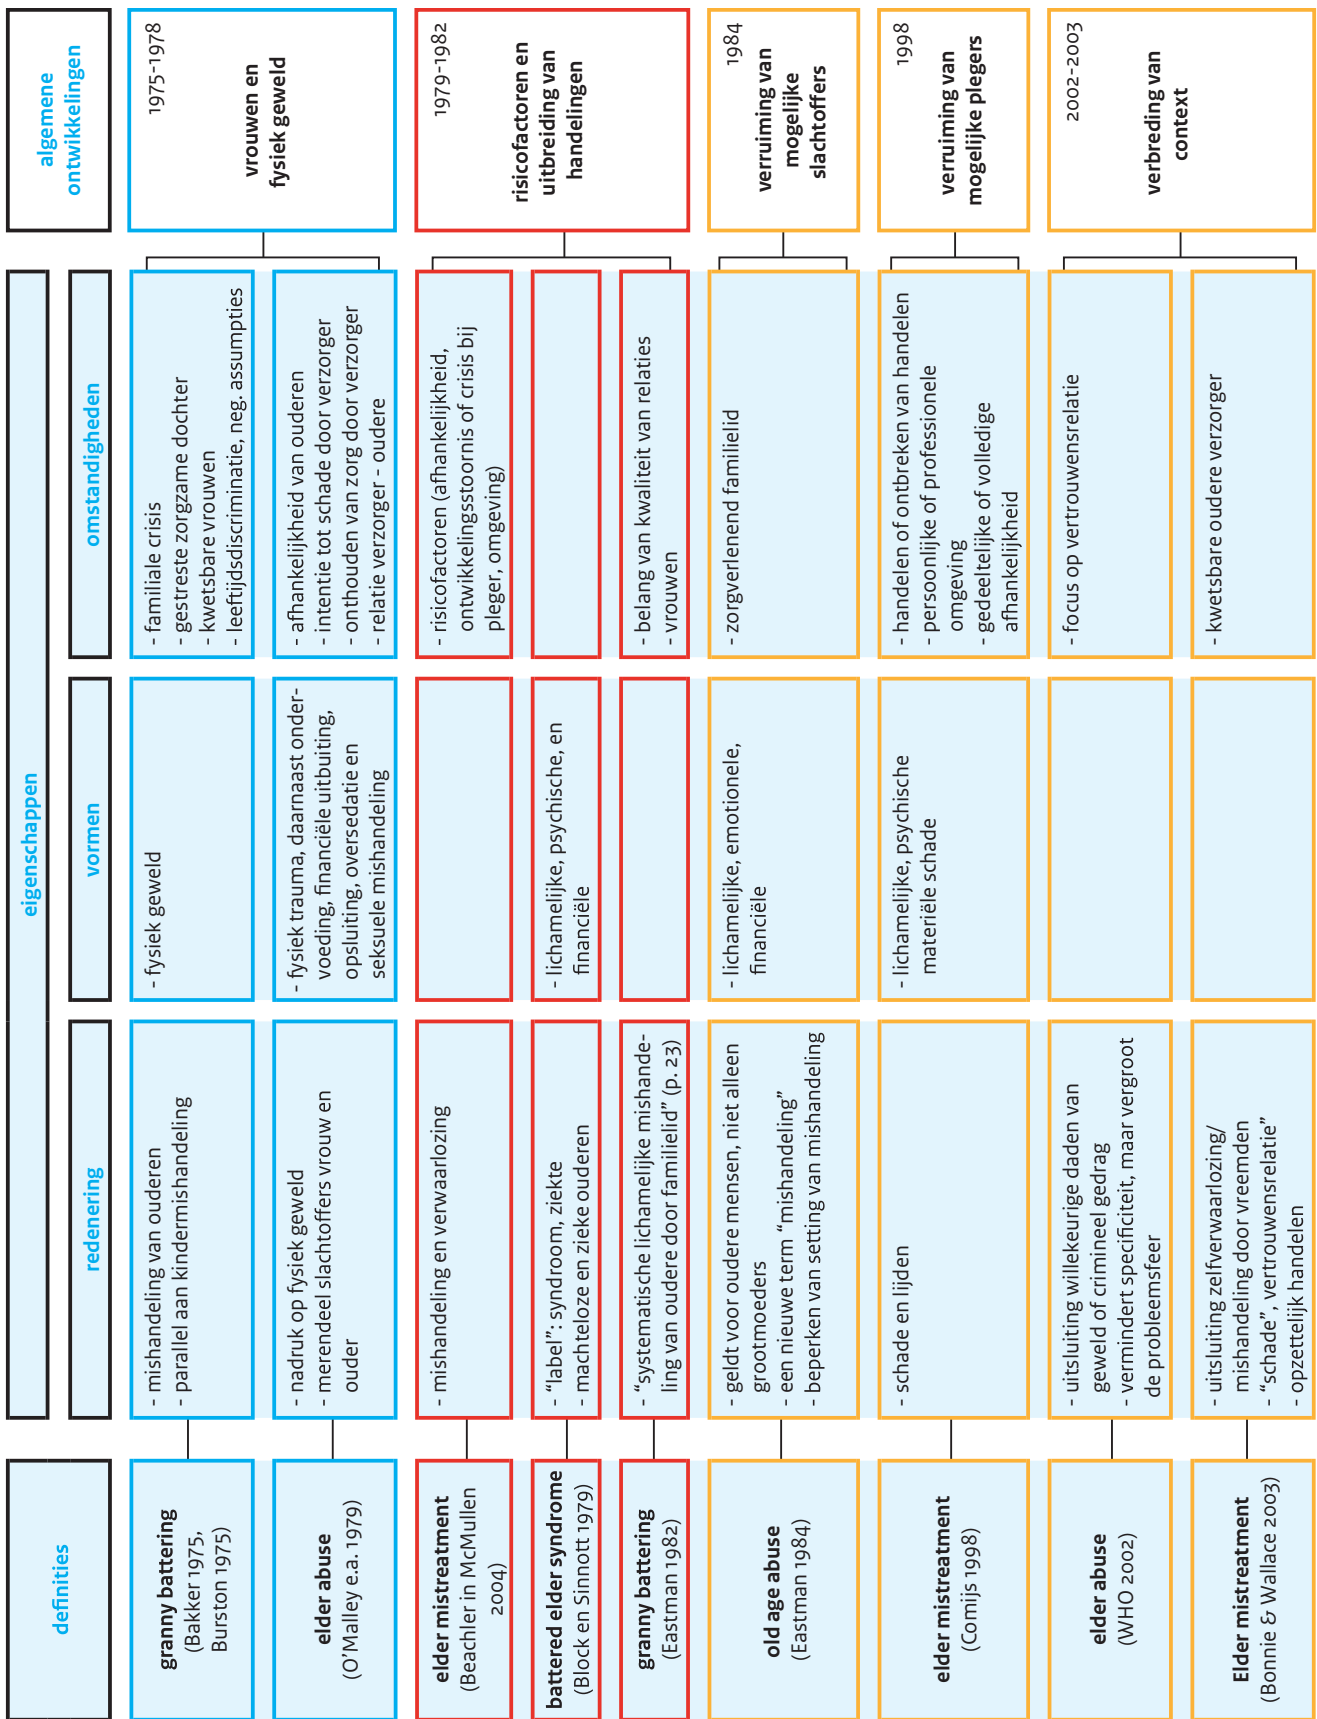 definities
eigenschappen
algemene
ontwikkelingen
redenering
vormen
omstandigheden
granny battering
(Bakker 1975,
Burston 1975)
- mishandeling van ouderen
- parallel aan kindermishandeling
- fysiek geweld
- familiale crisis
- gestreste zorgzame dochter
- kwetsbare vrouwen
- leeftijdsdiscriminatie, neg. assumpties
1975-1978
vrouwen en
fysiek geweld
elder abuse
(O’Malley e.a. 1979)
- nadruk op fysiek geweld
- merendeel slachtoffers vrouw en
ouder
- fysiek trauma, daarnaast onder-
voeding, financiële uitbuiting,
opsluiting, oversedatie en
seksuele mishandeling
- afhankelijkheid van ouderen
- intentie tot schade door verzorger
- onthouden van zorg door verzorger
- relatie verzorger - oudere
elder mistreatment
(Beachler in McMullen
2004)
- mishandeling en verwaarlozing
- risicofactoren (afhankelijkheid,
ontwikkelingsstoornis of crisis bij
pleger, omgeving)
1979-1982
risicofactoren en
uitbreiding van
handelingen
battered elder syndrome
(Block en Sinnott 1979)
- “label”: syndroom, ziekte
- machteloze en zieke ouderen
- lichamelijke, psychische, en
financiële
granny battering
(Eastman 1982)
- “systematische lichamelijke mishande-
ling van oudere door familielid” (p. 23)
- belang van kwaliteit van relaties
- vrouwen
old age abuse
(Eastman 1984)
- geldt voor oudere mensen, niet alleen
grootmoeders
- een nieuwe term “mishandeling”
- beperken van setting van mishandeling
- lichamelijke, emotionele,
financiële
- zorgverlenend familielid
1984
verruiming van
mogelijke
slachtoffers
elder mistreatment
(Comijs 1998)
- schade en lijden
- lichamelijke, psychische
materiële schade
- handelen of ontbreken van handelen
- persoonlijke of professionele
omgeving
- gedeeltelijke of volledige
afhankelijkheid
1998
verruiming van
mogelijke plegers
elder abuse
(WHO 2002)
- uitsluiting willekeurige daden van
geweld of crimineel gedrag
- vermindert specificiteit, maar vergroot
de probleemsfeer
- focus op vertrouwensrelatie
2002-2003
verbreding van
context
Elder mistreatment
(Bonnie & Wallace 2003)
- uitsluiting zelfverwaarlozing/
mishandeling door vreemden
- “schade”, vertrouwensrelatie”
- opzettelijk handelen
- kwetsbare oudere verzorger